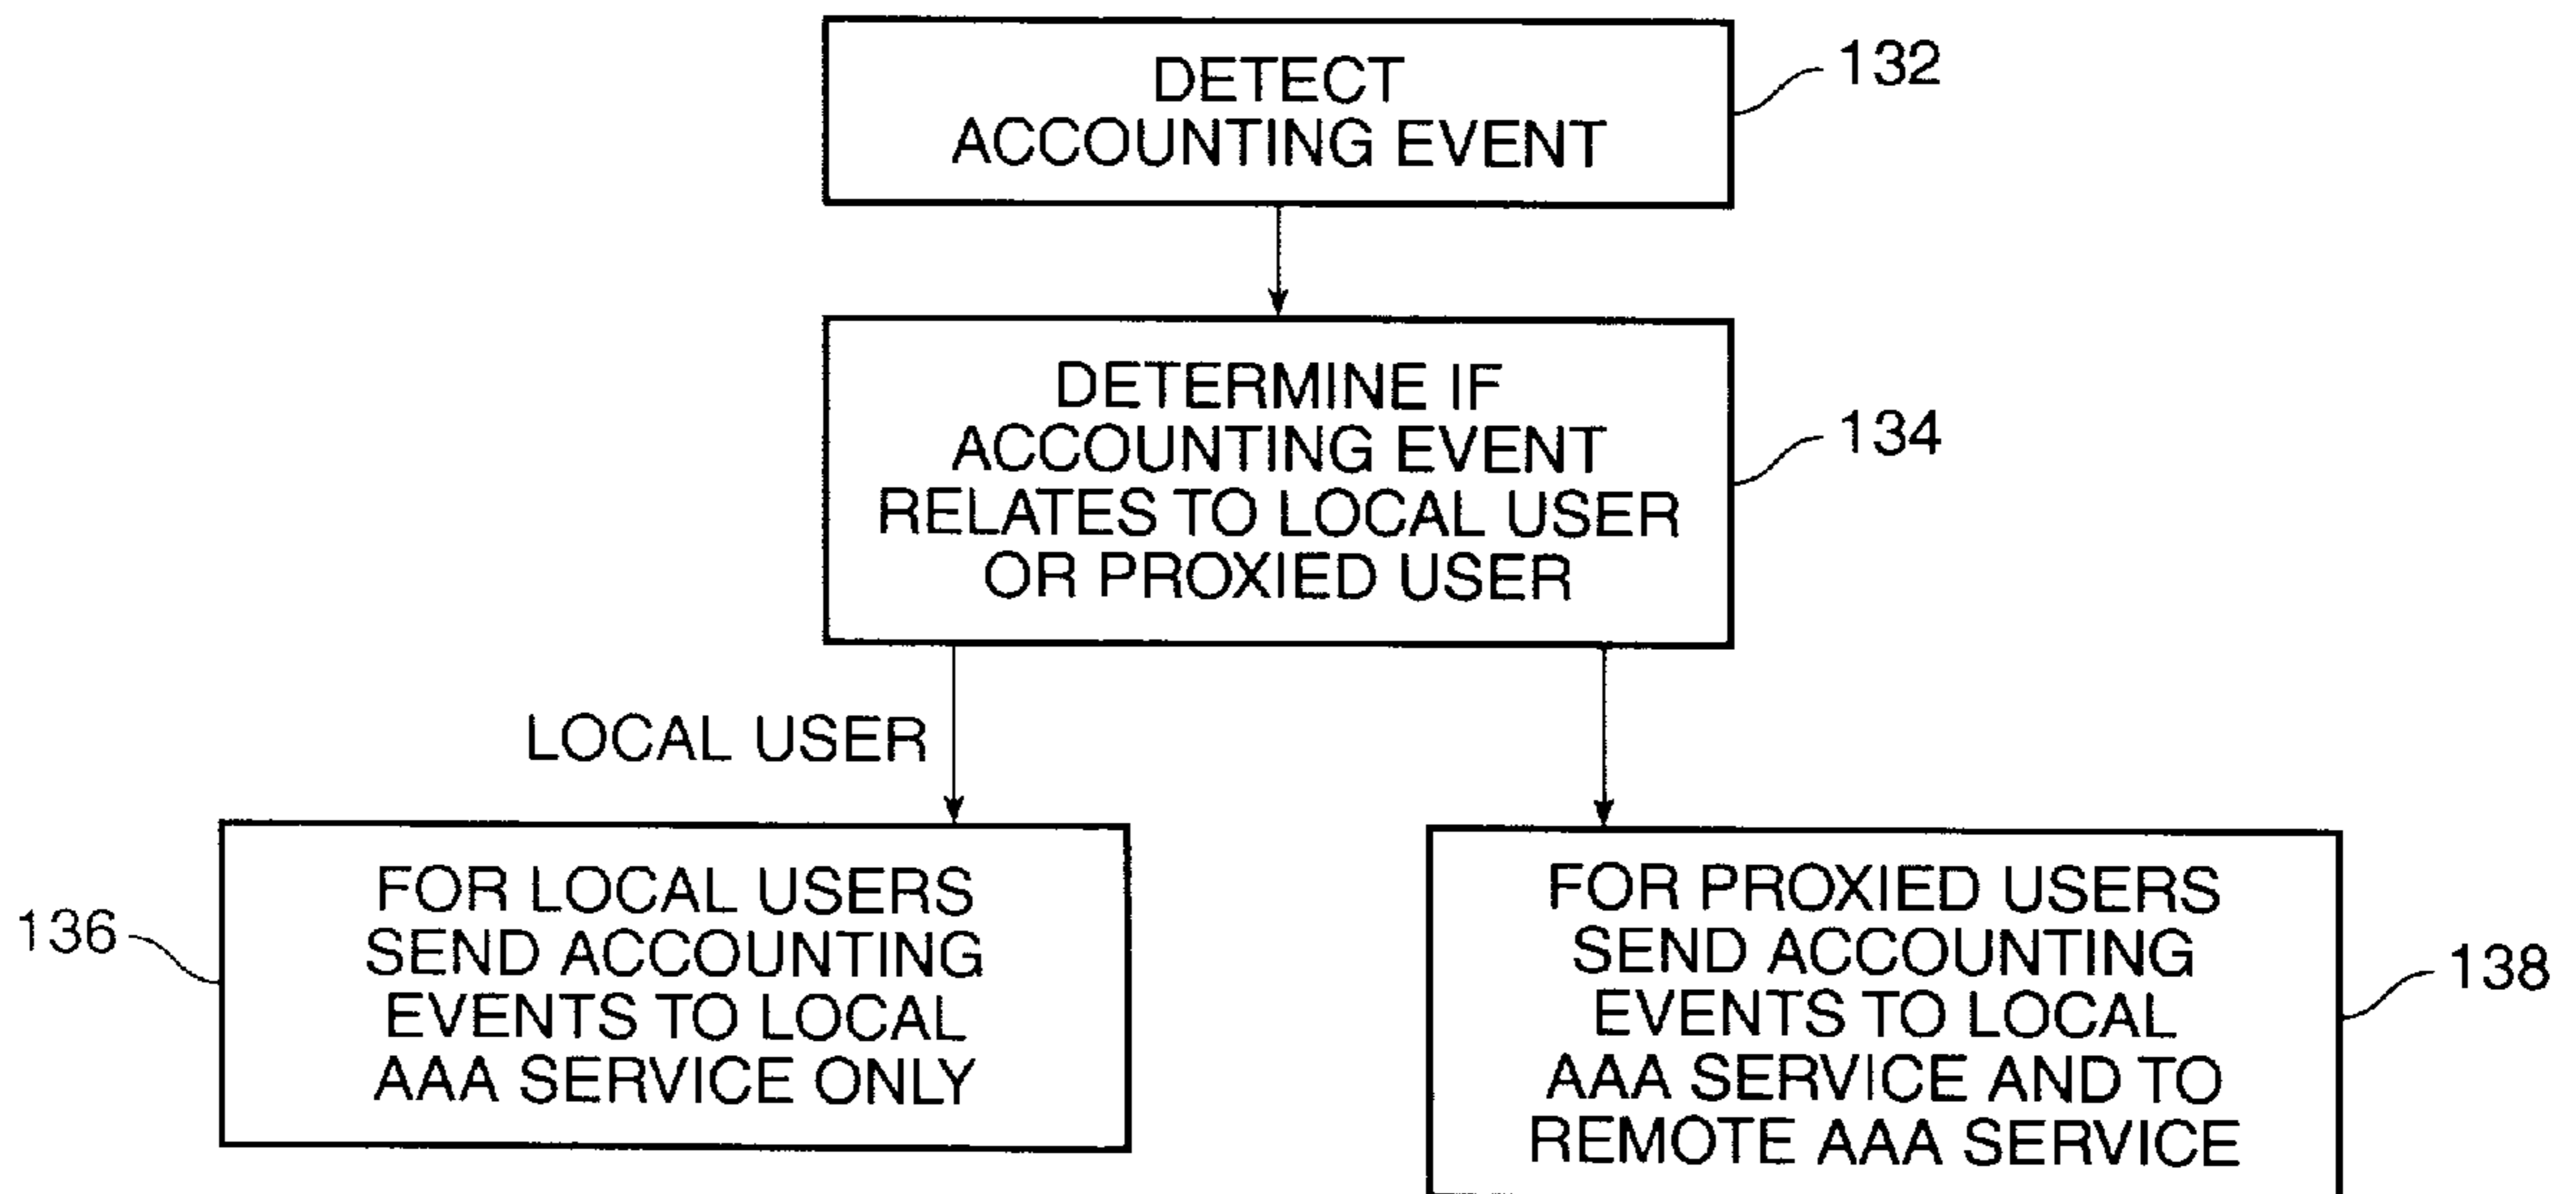 DETECT
ACCOUNTING EVENT
132
DETERMINE IF
ACCOUNTING EVENT
RELATES TO LOCAL USER
OR PROXIED USER
134
LOCAL USER
FOR LOCAL USERS
SEND ACCOUNTING
EVENTS TO LOCAL
AAA SERVICE ONLY
136
FOR PROXIED USERS
SEND ACCOUNTING
EVENTS TO LOCAL
AAA SERVICE AND TO
REMOTE AAA SERVICE
138